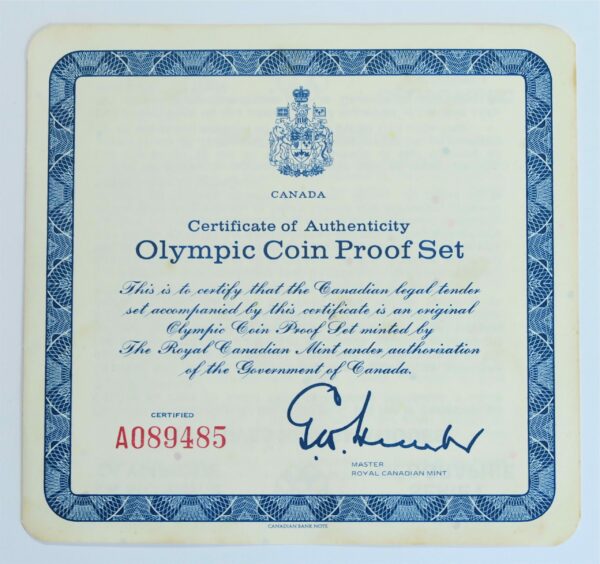 CANADA
Certificate of Authenticity
Olympic Coin Proof Set
This is to certify that the Canadian legal tender
set accompanied by this certificate is an original
Olympic Coin Proof Set minted by
The Royal Canadian Mint under authorisation
of the Government of Canada.
CERTIFIED
A089485
MASTER
ROYAL CANADIAN MINT
CANADIAN BANK NOTE